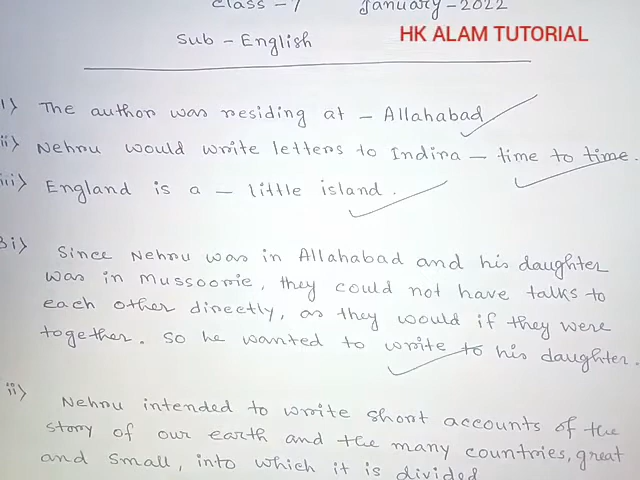 Class - 7 January - 2022
Sub - English
HK ALAM TUTORIAL
i) The author was residing at - Allahabad
ii) Nehru would write letters to Indira - time to time.
iii) England is a - little island.
3i) Since Nehru was in Allahabad and his daughter
was in Mussoorie, they could not have talks to
each other directly, as they would if they were
together. So he wanted to write to his daughter.
ii) Nehru intended to write short accounts of the
story of our earth and the many countries, great
and small, into which it is divided